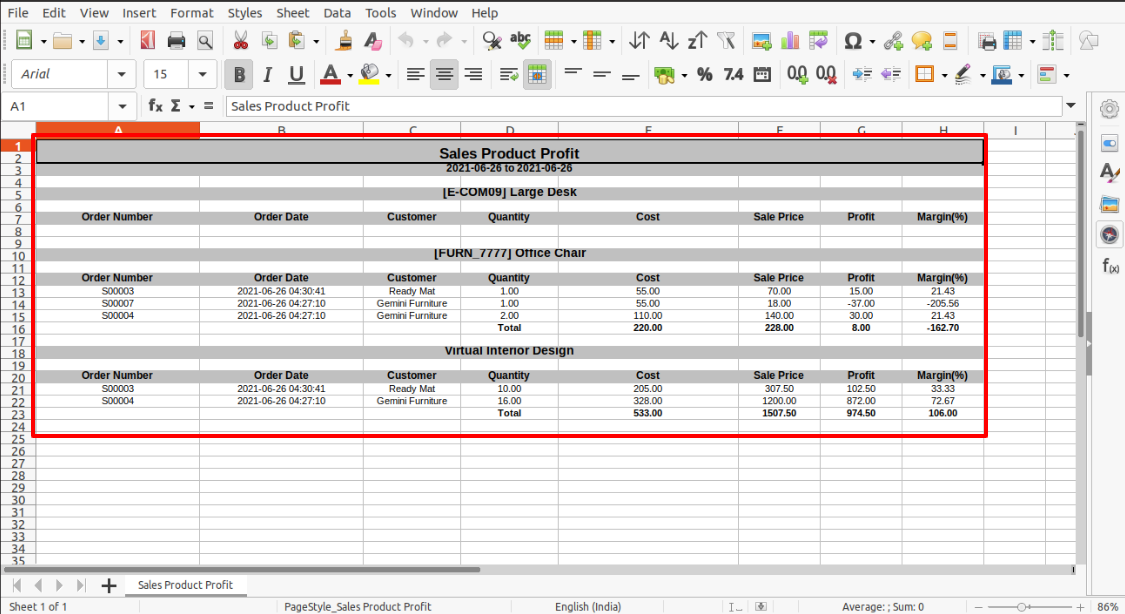 File Edit View Insert Format Styles Sheet Data Tools Window Help
Arial 15 B I U A % 7.4 0.0 0.0
A1 fx Σ = Sales Product Profit
A B C D E F G H I
1 Sales Product Profit
2
3 2021-06-26 to 2021-06-26
4
5 [E-COM09] Large Desk
6
7 Order Number Order Date Customer Quantity Cost Sale Price Profit Margin(%)
8
9
10 [FURN_7777] Office Chair
11
12 Order Number Order Date Customer Quantity Cost Sale Price Profit Margin(%)
13 S00003 2021-06-26 04:30:41 Ready Mat 1.00 55.00 70.00 15.00 21.43
14 S00007 2021-06-26 04:27:10 Gemini Furniture 1.00 55.00 18.00 -37.00 -205.56
15 S00004 2021-06-26 04:27:10 Gemini Furniture 2.00 110.00 140.00 30.00 21.43
16 Total 220.00 228.00 8.00 -162.70
17
18 Virtual Interior Design
19
20 Order Number Order Date Customer Quantity Cost Sale Price Profit Margin(%)
21 S00003 2021-06-26 04:30:41 Ready Mat 10.00 205.00 307.50 102.50 33.33
22 S00004 2021-06-26 04:27:10 Gemini Furniture 16.00 328.00 1200.00 872.00 72.67
23 Total 533.00 1507.50 974.50 106.00
24
25
26
27
28
29
30
31
32
33
34
35
Sales Product Profit
Sheet 1 of 1 PageStyle_Sales Product Profit English (India) Average: ; Sum: 0 86%